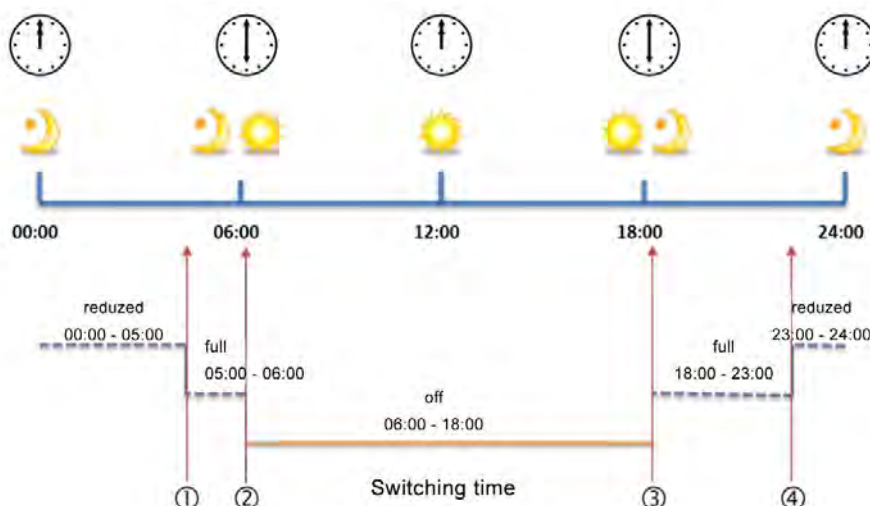 00:00
06:00
12:00
18:00
24:00
reduzed
00:00 - 05:00
full
05:00 - 06:00
off
06:00 - 18:00
full
18:00 - 23:00
reduzed
23:00 - 24:00
Switching time
① ② ③ ④